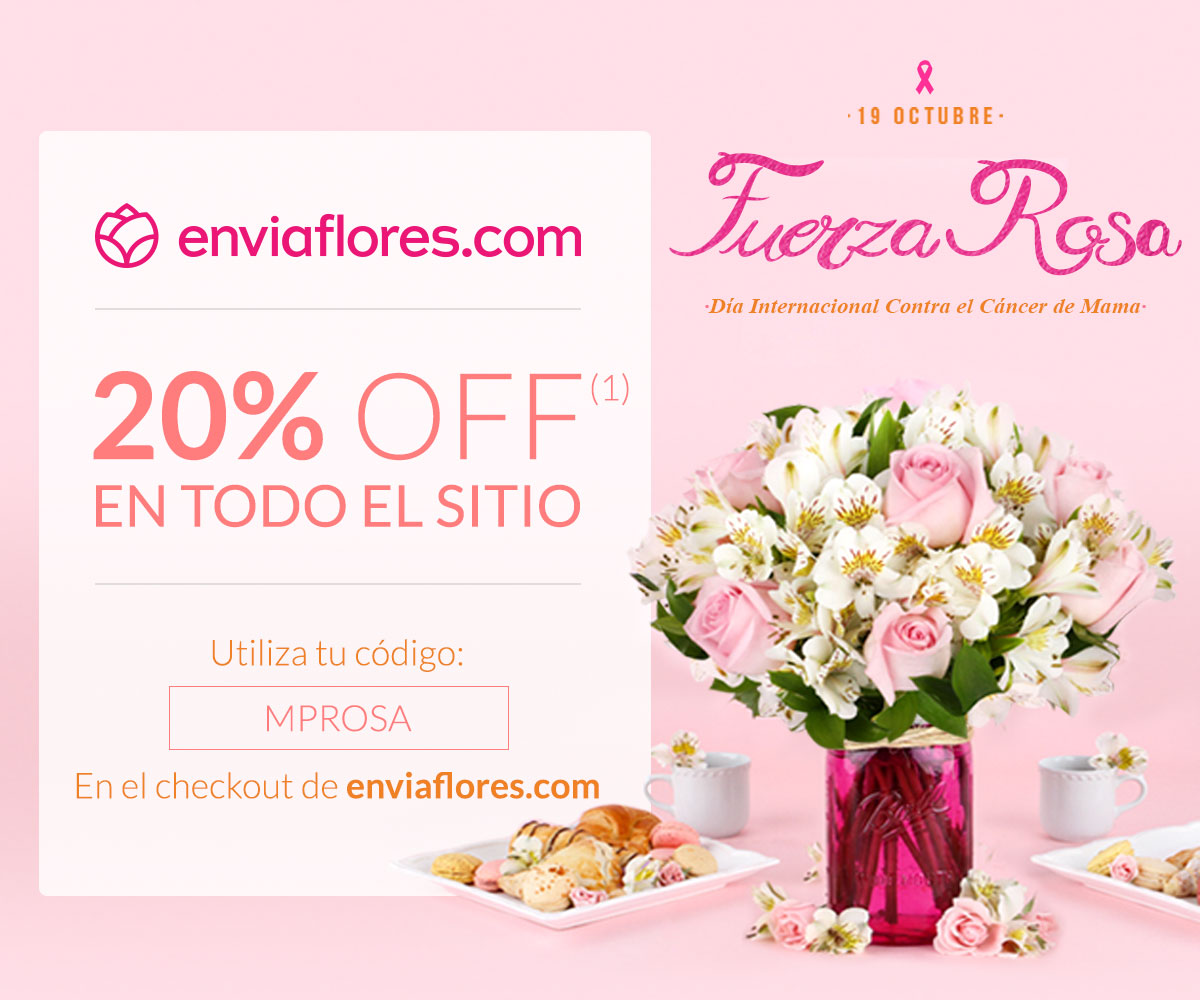 ·19 OCTUBRE·
Fuerza Rosa
·Día Internacional Contra el Cáncer de Mama·
enviaflores.com
20% OFF(1)
EN TODO EL SITIO
Utiliza tu código:
MPROSA
En el checkout de enviaflores.com